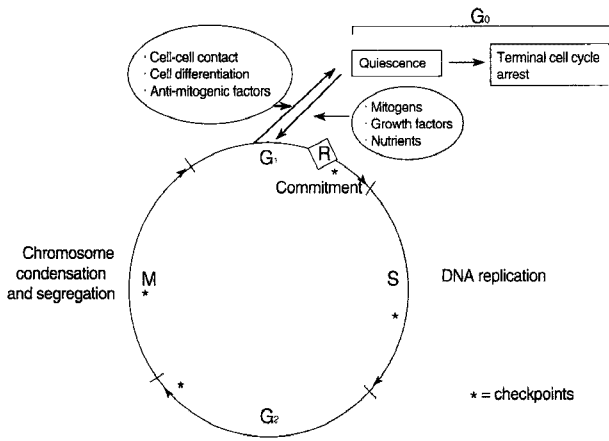 G₀
· Cell-cell contact
· Cell differentiation
· Anti-mitogenic factors
Quiescence
Terminal cell cycle
arrest
· Mitogens
· Growth factors
· Nutrients
G₁
R
*
Commitment
Chromosome
condensation
and segregation
M
*
S
*
DNA replication
*
G₂
* = checkpoints